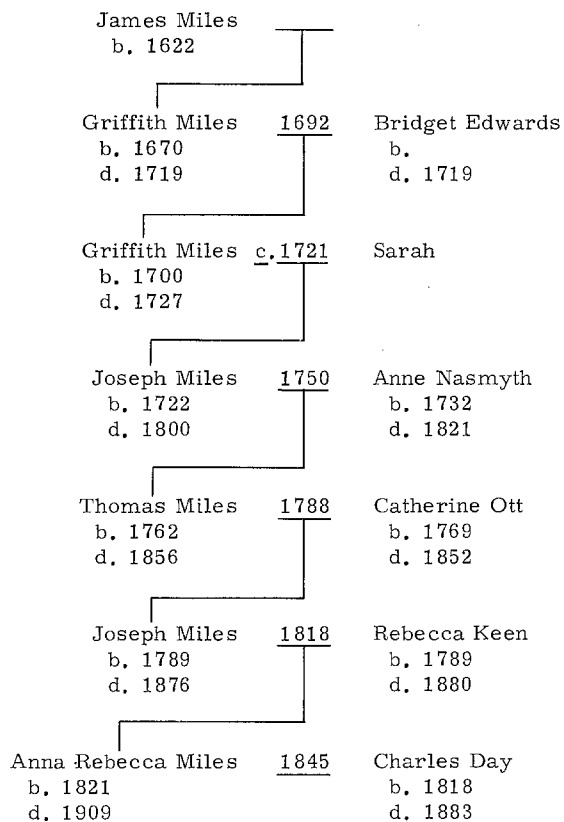 James Miles
b. 1622
Griffith Miles 1692 Bridget Edwards
b. 1670 b.
d. 1719 d. 1719
Griffith Miles c.1721 Sarah
b. 1700
d. 1727
Joseph Miles 1750 Anne Nasmyth
b. 1722 b. 1732
d. 1800 d. 1821
Thomas Miles 1788 Catherine Ott
b. 1762 b. 1769
d. 1856 d. 1852
Joseph Miles 1818 Rebecca Keen
b. 1789 b. 1789
d. 1876 d. 1880
Anna Rebecca Miles 1845 Charles Day
b. 1821 b. 1818
d. 1909 d. 1883